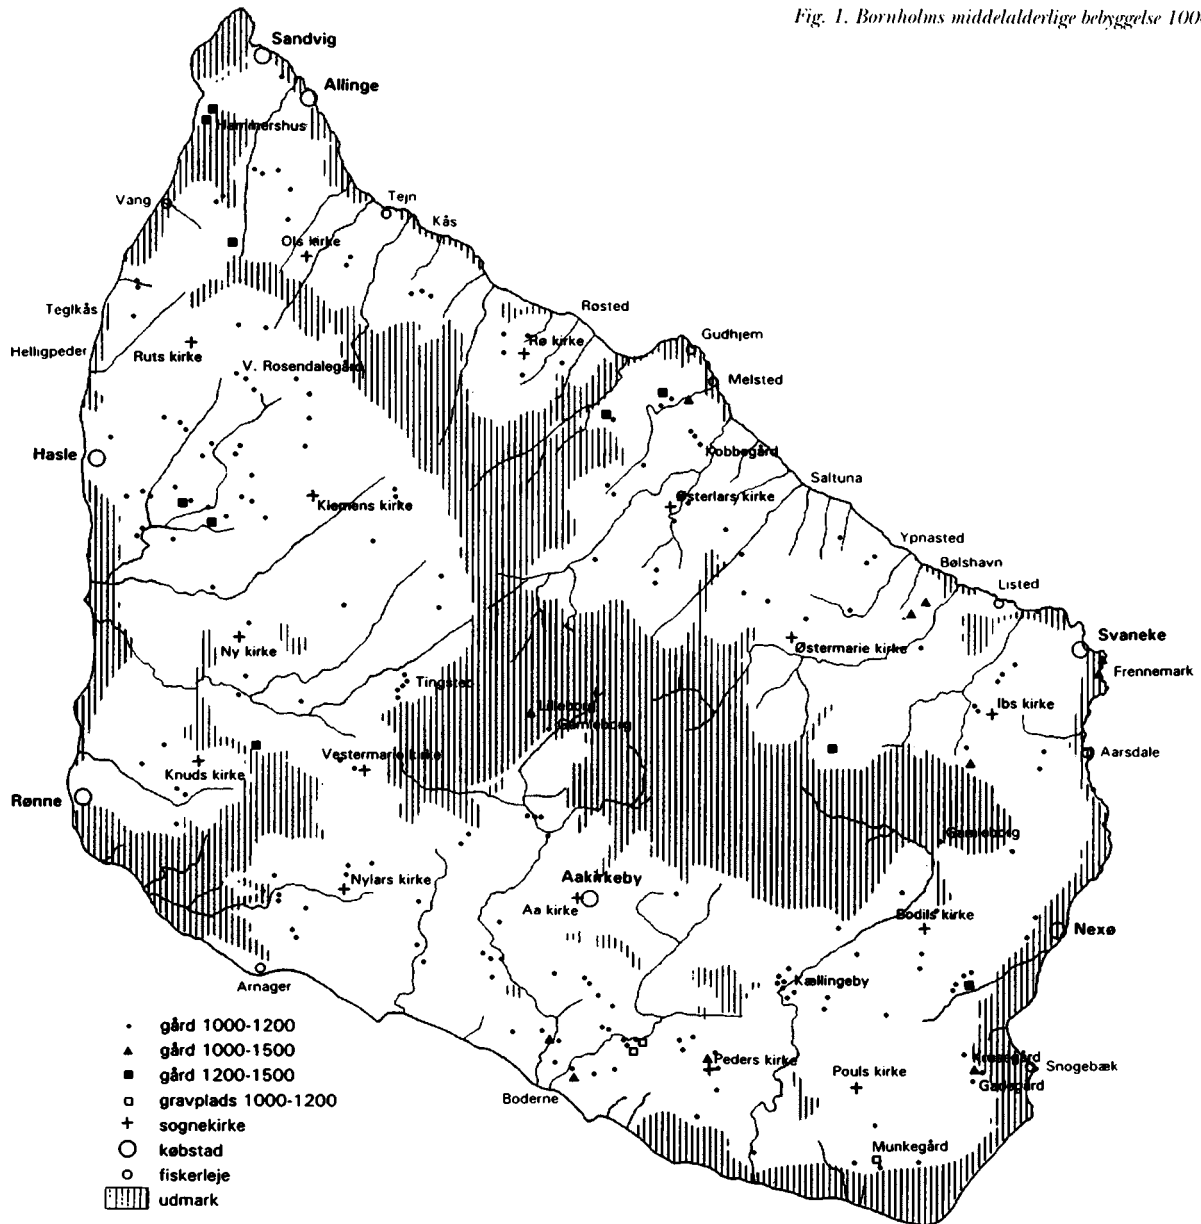 Fig. 1. Bornholms middelalderlige bebyggelse 100
Sandvig
Allinge
Hammershus
Vang
Tejn
Kås
Ols kirke
Teglkås
Røsted
Helligpeder
Ruts kirke
Rø kirke
Gudhjem
V. Rosendalegård
Melsted
Hasle
Kobbegård
Saltuna
Klemens kirke
Østerlars kirke
Ypnasted
Bølshavn
Listed
Ny kirke
Østermarie kirke
Svaneke
Frennemark
Tingsted
Lilleborg
Gamleborg
Ibs kirke
Vestermarie kirke
Aarsdale
Knuds kirke
Rønne
Gamleborg
Nylars kirke
Aakirkeby
Aa kirke
Bodils kirke
Nexø
Arnager
Kællingeby
gård 1000-1200
gård 1000-1500
gård 1200-1500
gravplads 1000-1200
sognekirke
købstad
fiskerleje
udmark
Peders kirke
Pouls kirke
Snogebæk
Gadegård
Boderne
Munkegård